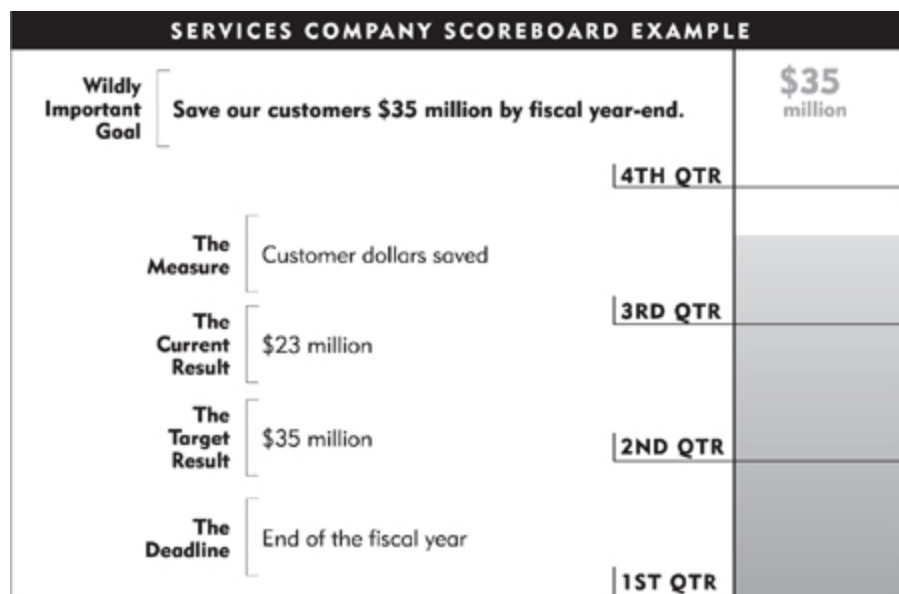 SERVICES COMPANY SCOREBOARD EXAMPLE
Wildly
Important
Goal
Save our customers $35 million by fiscal year-end.
$35
million
4TH QTR
The
Measure
Customer dollars saved
3RD QTR
The
Current
Result
$23 million
The
Target
Result
$35 million
2ND QTR
The
Deadline
End of the fiscal year
1ST QTR